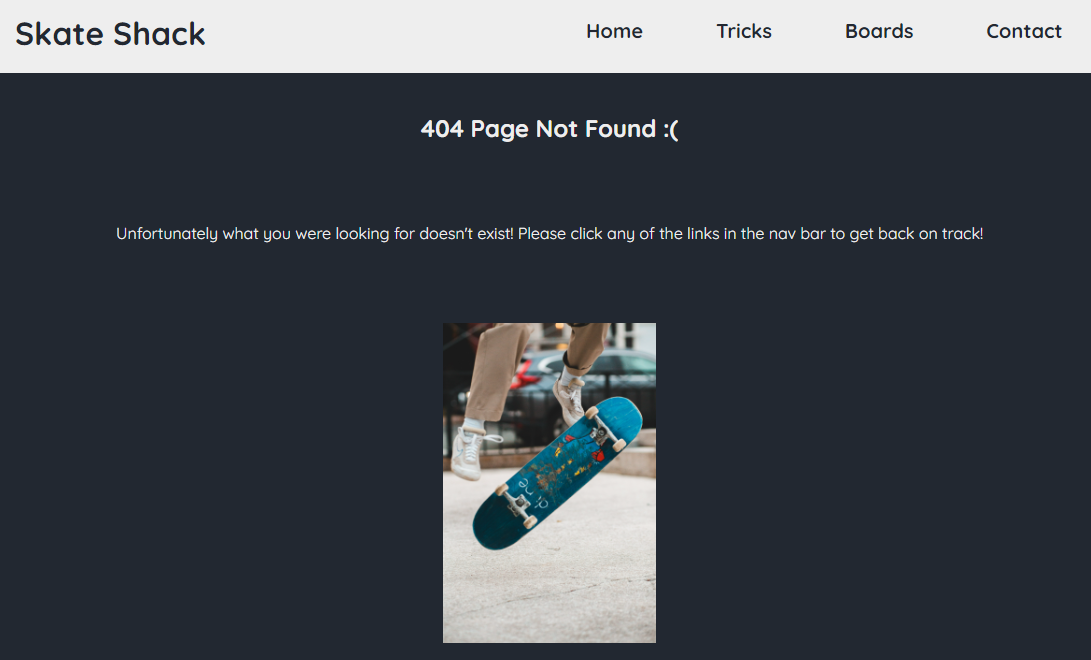 Skate Shack
Home Tricks Boards Contact
404 Page Not Found :(
Unfortunately what you were looking for doesn't exist! Please click any of the links in the nav bar to get back on track!